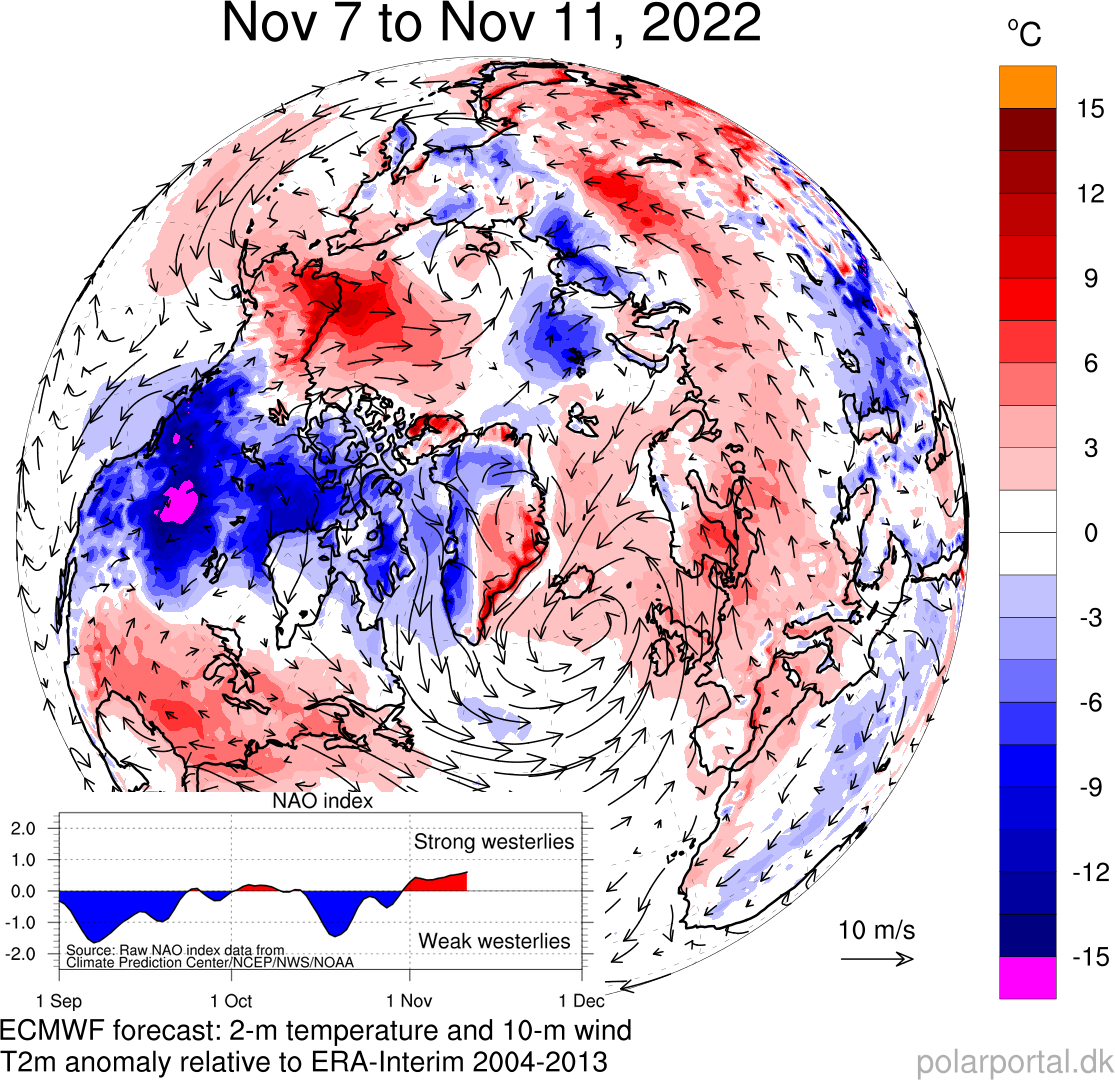 Nov 7 to Nov 11, 2022
°C
15
12
9
6
3
0
-3
-6
-9
-12
-15
10 m/s
NAO index
2.0
1.0
0.0
-1.0
-2.0
Strong westerlies
Weak westerlies
Source: Raw NAO index data from
Climate Prediction Center/NCEP/NWS/NOAA
1 Sep 1 Oct 1 Nov 1 Dec
ECMWF forecast: 2-m temperature and 10-m wind
T2m anomaly relative to ERA-Interim 2004-2013
polarportal.dk